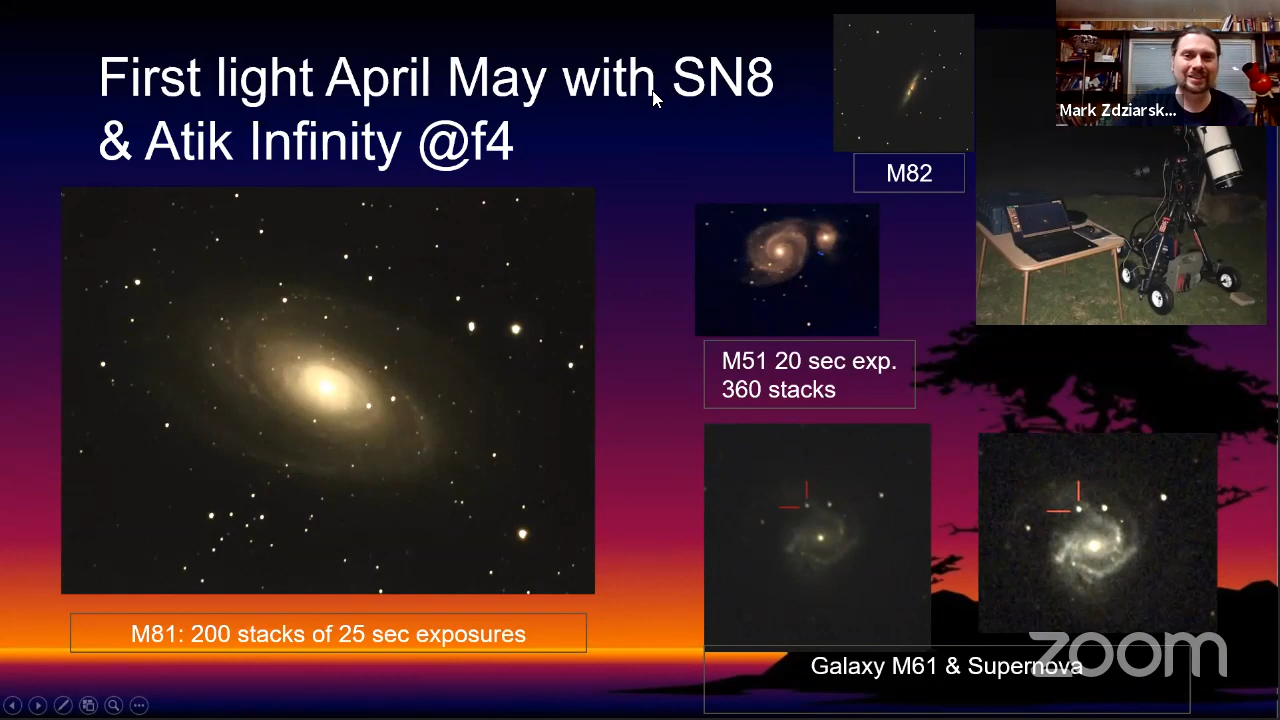 First light April May with SN8
& Atik Infinity @f4
M82
Mark Zdziarsk...
M51 20 sec exp.
360 stacks
M81: 200 stacks of 25 sec exposures
Galaxy M61 & Supernova
zoom